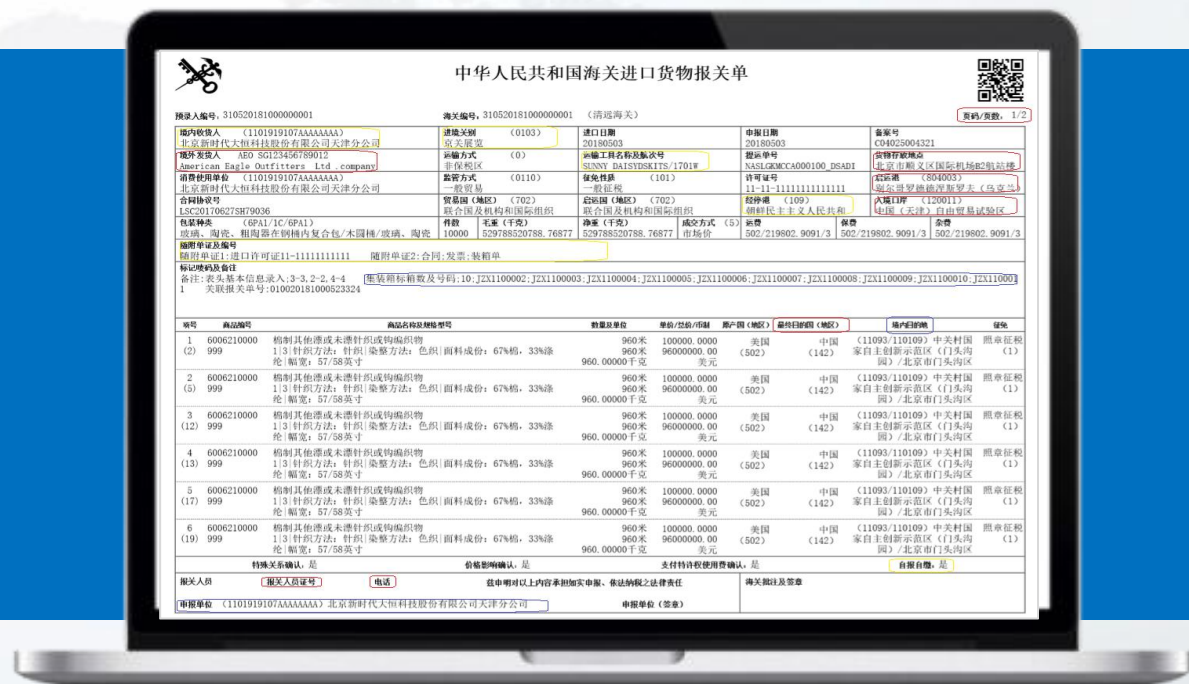 中华人民共和国海关进口货物报关单
预录入编号: 310520181000000001 海关编号: 310520181000000001 (清远海关) 页码/页数: 1/2
境内收货人 (1101919107AAAAAAAA) 进境关别 (0103) 进口日期 申报日期 备案号
北京新时代大恒科技股份有限公司天津分公司 京关展览 20180503 20180503 C04025004321
境外发货人 AEO SG123456789012 运输方式 (0) 运输工具名称及航次号 提运单号 货物存放地点
American Eagle Outfitters Ltd.company 非保税区 SUNNY DAISYDSKITS/1701W NASLGKMCCA000100_DSADI 北京市顺义区国际机场B2航站楼
消费使用单位 (1101919107AAAAAAAA) 监管方式 (0110) 征免性质 (101) 许可证号 启运港 (804003)
北京新时代大恒科技股份有限公司天津分公司 一般贸易 一般征税 11-11-11111111111111 别尔哥罗德德涅斯罗夫(乌克兰)
合同协议号 贸易国(地区) (702) 启运国(地区) (702) 经停港 (109) 入境口岸 (120011)
LSC20170627SH79036 联合国及机构和国际组织 联合国及机构和国际组织 朝鲜民主主义人民共和 中国(天津)自由贸易试验区
包装种类 (6PA1/1C/6PA1) 件数 毛重(千克) 净重(千克) 成交方式 (5) 运费 保费 杂费
玻璃、陶瓷、粗陶器在钢桶内复合包/木圆桶/玻璃、陶瓷 10000 529788520788.76877 529788520788.76877 市场价 502/219802.9091/3 502/219802.9091/3 502/219802.9091/3
随附单证及编号
随附单证1:进口许可证11-11111111111 随附单证2:合同;发票;装箱单
标记唛码及备注
备注:表头基本信息录入;3-3,2-2,4-4 集装箱标箱数及号码;10;JZX1100002;JZX1100003;JZX1100004;JZX1100005;JZX1100006;JZX1100007;JZX1100008;JZX1100009;JZX1100010;JZX110001
1 关联报关单号:010020181000523324
项号 商品编号 商品名称及规格型号 数量及单位 单价/总价/币制 原产国(地区) 最终目的国(地区) 境内目的地 征免
1 6006210000 棉制其他漂或未漂针织或钩编织物 960米 100000.0000 美国 中国 (11093/110109) 中关村国 照章征税
(2) 999 1|3|针织方法: 针织|染整方法: 色织|面料成份: 67%棉, 33%涤 960米 96000000.00 (502) (142) 家自主创新示范区(门头沟 (1)
纶|幅宽: 57/58英寸 960.00000千克 美元 园)/北京市门头沟区
2 6006210000 棉制其他漂或未漂针织或钩编织物 960米 100000.0000 美国 中国 (11093/110109) 中关村国 照章征税
(5) 999 1|3|针织方法: 针织|染整方法: 色织|面料成份: 67%棉, 33%涤 960米 96000000.00 (502) (142) 家自主创新示范区(门头沟 (1)
纶|幅宽: 57/58英寸 960.00000千克 美元 园)/北京市门头沟区
3 6006210000 棉制其他漂或未漂针织或钩编织物 960米 100000.0000 美国 中国 (11093/110109) 中关村国 照章征税
(12) 999 1|3|针织方法: 针织|染整方法: 色织|面料成份: 67%棉, 33%涤 960米 96000000.00 (502) (142) 家自主创新示范区(门头沟 (1)
纶|幅宽: 57/58英寸 960.00000千克 美元 园)/北京市门头沟区
4 6006210000 棉制其他漂或未漂针织或钩编织物 960米 100000.0000 美国 中国 (11093/110109) 中关村国 照章征税
(13) 999 1|3|针织方法: 针织|染整方法: 色织|面料成份: 67%棉, 33%涤 960米 96000000.00 (502) (142) 家自主创新示范区(门头沟 (1)
纶|幅宽: 57/58英寸 960.00000千克 美元 园)/北京市门头沟区
5 6006210000 棉制其他漂或未漂针织或钩编织物 960米 100000.0000 美国 中国 (11093/110109) 中关村国 照章征税
(17) 999 1|3|针织方法: 针织|染整方法: 色织|面料成份: 67%棉, 33%涤 960米 96000000.00 (502) (142) 家自主创新示范区(门头沟 (1)
纶|幅宽: 57/58英寸 960.00000千克 美元 园)/北京市门头沟区
6 6006210000 棉制其他漂或未漂针织或钩编织物 960米 100000.0000 美国 中国 (11093/110109) 中关村国 照章征税
(19) 999 1|3|针织方法: 针织|染整方法: 色织|面料成份: 67%棉, 33%涤 960米 96000000.00 (502) (142) 家自主创新示范区(门头沟 (1)
纶|幅宽: 57/58英寸 960.00000千克 美元 园)/北京市门头沟区
特殊关系确认: 是 价格影响确认: 是 支付特许权使用费确认: 是 自报自缴: 是
报关人员 报关人员证号 电话 兹申明对以上内容承担如实申报、依法纳税之法律责任 海关批注及签章
申报单位 (1101919107AAAAAAAA) 北京新时代大恒科技股份有限公司天津分公司 申报单位(签章)